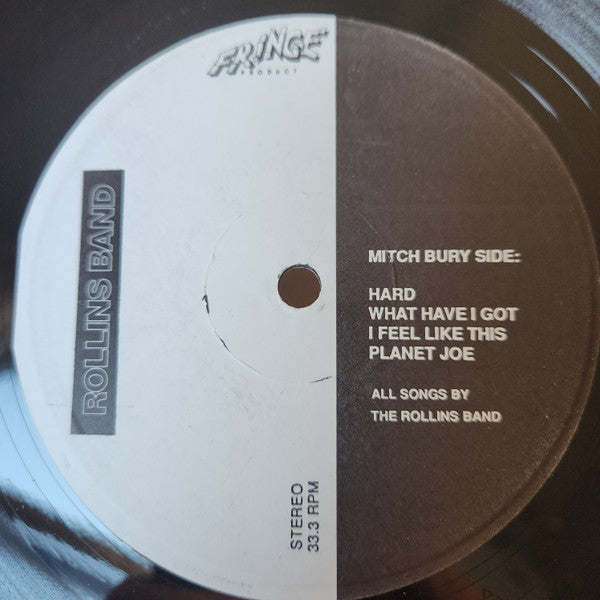 FRINGE
PRODUCT
ROLLINS BAND
MITCH BURY SIDE:
HARD
WHAT HAVE I GOT
I FEEL LIKE THIS
PLANET JOE
ALL SONGS BY
THE ROLLINS BAND
STEREO
33.3 RPM